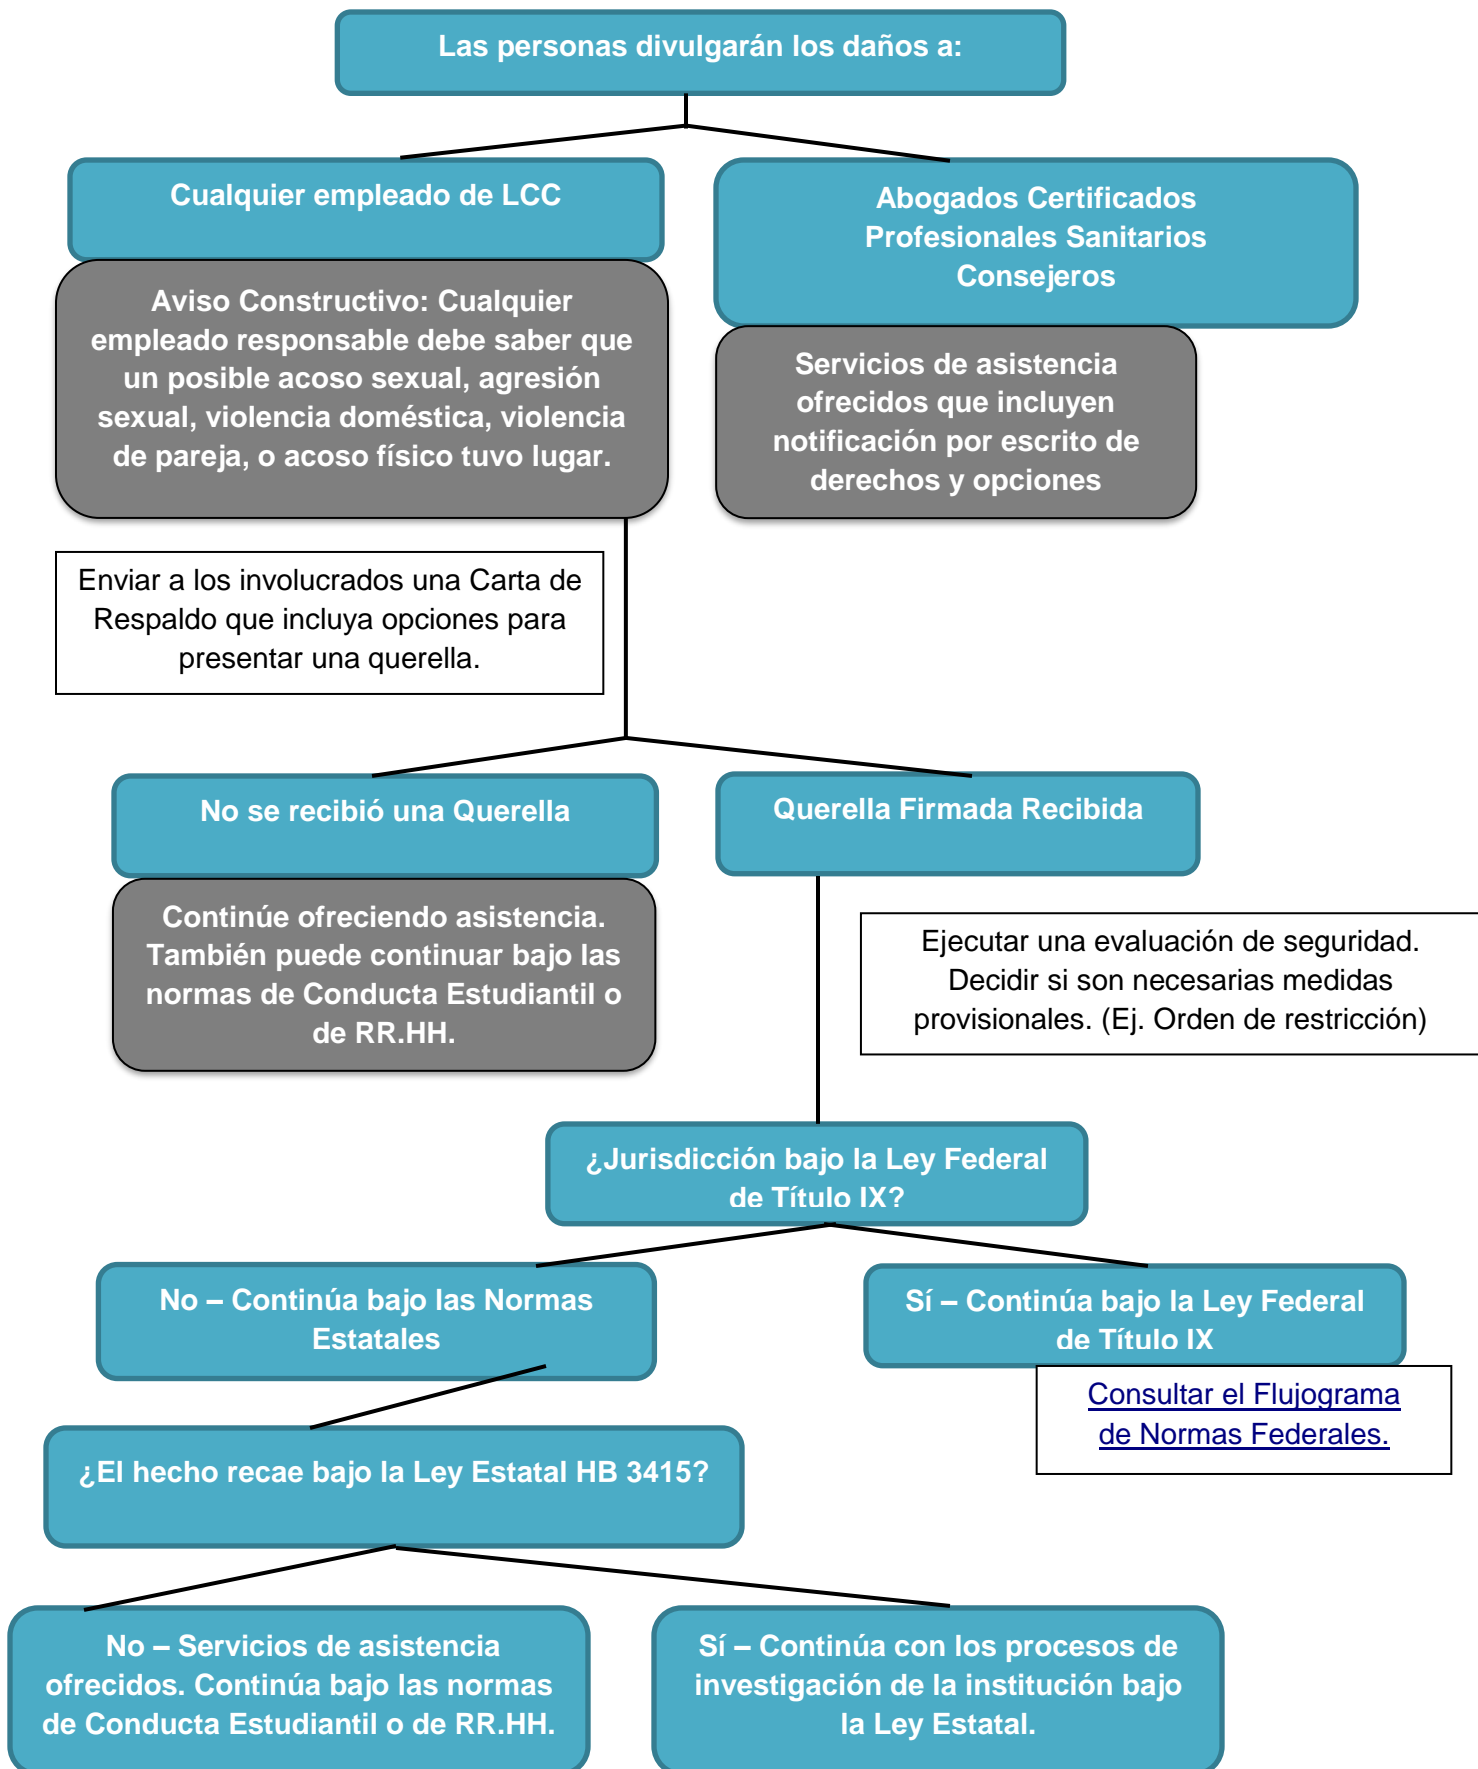 Las personas divulgarán los daños a:
Cualquier empleado de LCC
Abogados Certificados
Profesionales Sanitarios
Consejeros
Aviso Constructivo: Cualquier
empleado responsable debe saber que
un posible acoso sexual, agresión
sexual, violencia doméstica, violencia
de pareja, o acoso físico tuvo lugar.
Servicios de asistencia
ofrecidos que incluyen
notificación por escrito de
derechos y opciones
Enviar a los involucrados una Carta de
Respaldo que incluya opciones para
presentar una querella.
No se recibió una Querella
Querella Firmada Recibida
Continúe ofreciendo asistencia.
También puede continuar bajo las
normas de Conducta Estudiantil o
de RR.HH.
Ejecutar una evaluación de seguridad.
Decidir si son necesarias medidas
provisionales. (Ej. Orden de restricción)
¿Jurisdicción bajo la Ley Federal
de Título IX?
No – Continúa bajo las Normas
Estatales
Sí – Continúa bajo la Ley Federal
de Título IX
Consultar el Flujograma
de Normas Federales.
¿El hecho recae bajo la Ley Estatal HB 3415?
No – Servicios de asistencia
ofrecidos. Continúa bajo las normas
de Conducta Estudiantil o de RR.HH.
Sí – Continúa con los procesos de
investigación de la institución bajo
la Ley Estatal.